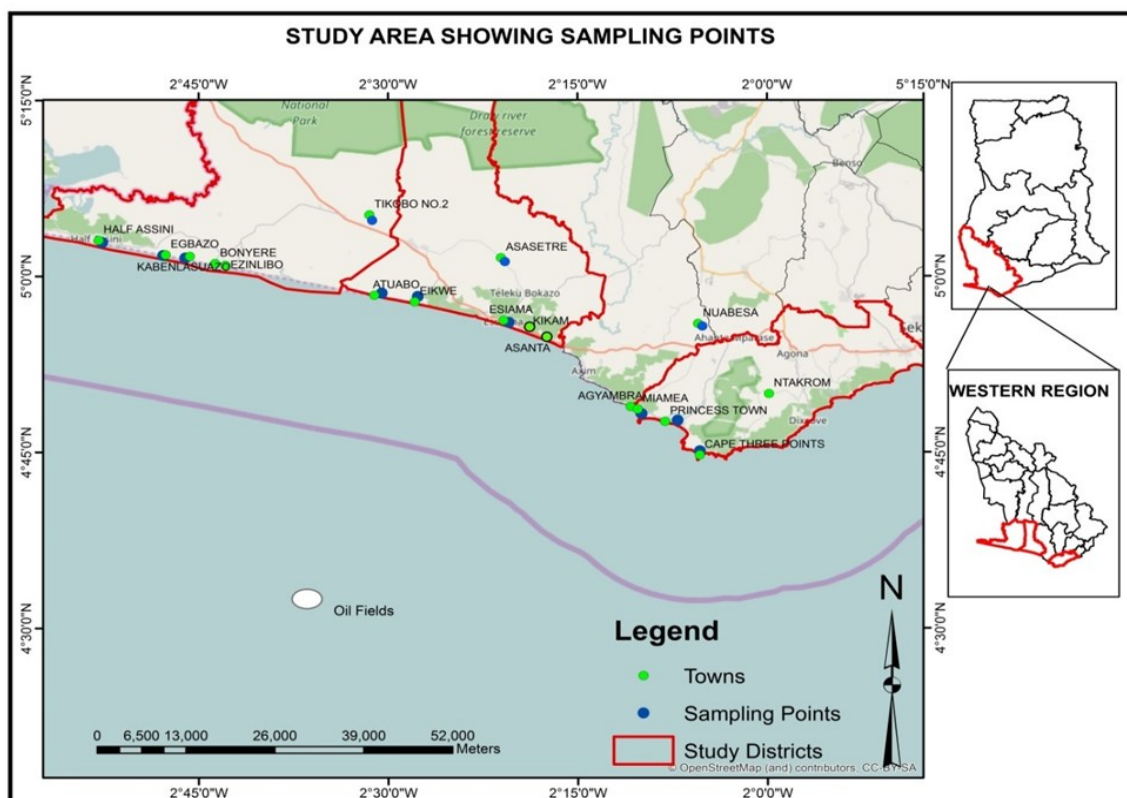 STUDY AREA SHOWING SAMPLING POINTS
2°45'0"W
2°30'0"W
2°15'0"W
2°0'0"W
5°15'0"N
5°15'0"N
National
Park
Draw river
forest reserve
Benso
TIKOBO NO.2
HALF ASSINI
EGBAZO
BONYERE
KABENLASUAZO
EZINLIBO
ASASETRE
5°0'0"N
5°0'0"N
ATUABO
EIKWE
Teleku Bokazo
ESIAMA
KIKAM
ASANTA
NUABESA
Agona
Axim
AGYAMBRA
MIAMEA
PRINCESS TOWN
NTAKROM
Dixcove
CAPE THREE POINTS
4°45'0"N
4°45'0"N
WESTERN REGION
Oil Fields
4°30'0"N
4°30'0"N
N
Legend
Towns
Sampling Points
Study Districts
0 6,500 13,000 26,000 39,000 52,000
Meters
© OpenStreetMap (and) contributors, CC-BY-SA
2°45'0"W
2°30'0"W
2°15'0"W
2°0'0"W